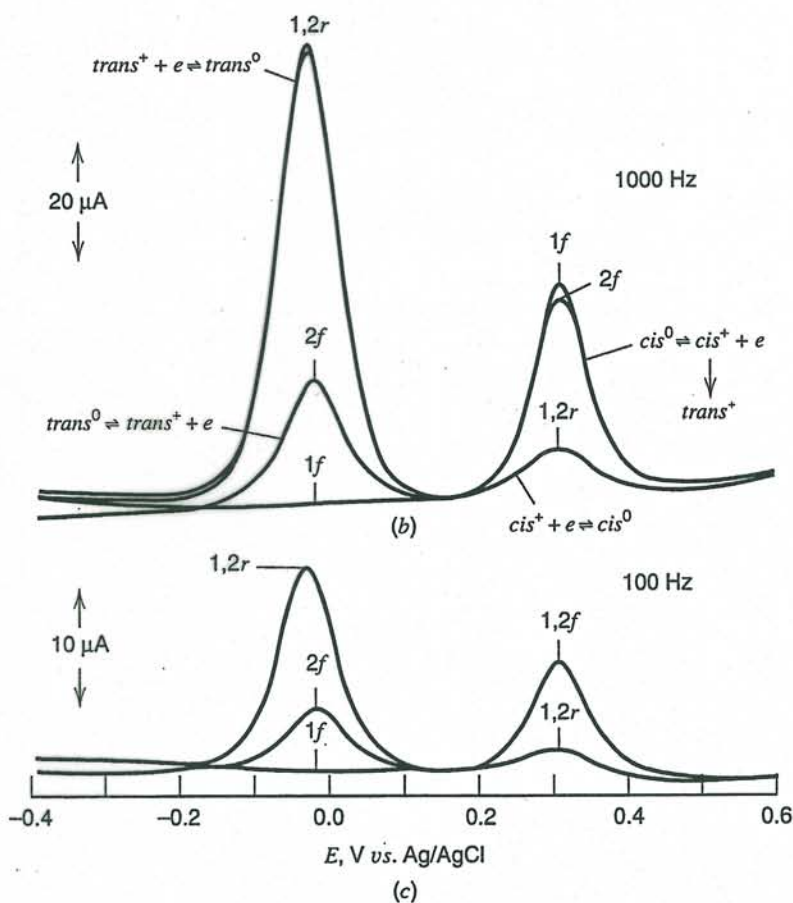 1,2r
trans⁺ + e ⇌ trans⁰
20 μA
1000 Hz
1f
2f
2f
cis⁰ ⇌ cis⁺ + e
trans⁺
1,2r
trans⁰ ⇌ trans⁺ + e
1f
cis⁺ + e ⇌ cis⁰
(b)
1,2r
100 Hz
10 μA
1,2f
2f
1,2r
1f
−0.4 −0.2 0.0 0.2 0.4 0.6
E, V vs. Ag/AgCl
(c)